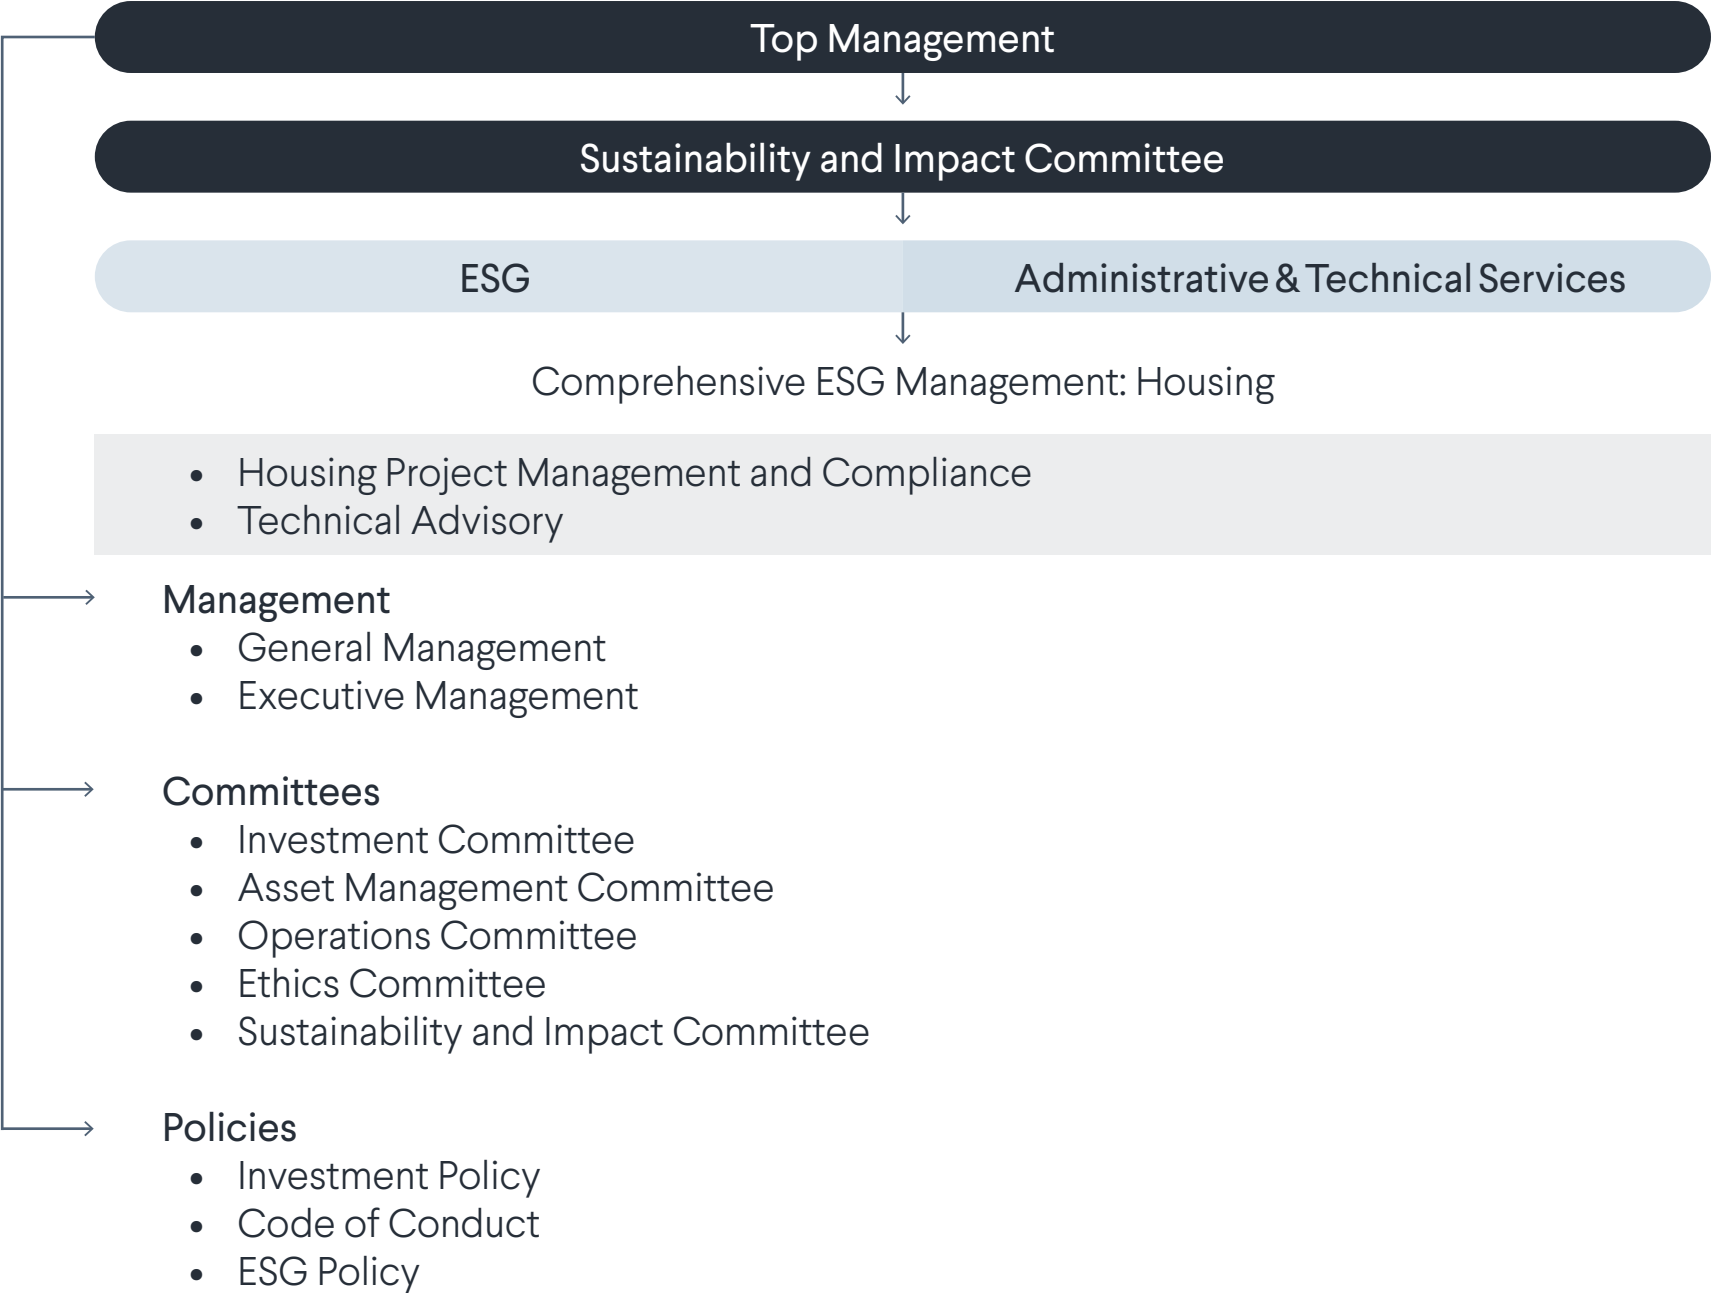 Top Management
Sustainability and Impact Committee
ESG
Administrative & Technical Services
Comprehensive ESG Management: Housing
• Housing Project Management and Compliance
• Technical Advisory
Management
• General Management
• Executive Management
Committees
• Investment Committee
• Asset Management Committee
• Operations Committee
• Ethics Committee
• Sustainability and Impact Committee
Policies
• Investment Policy
• Code of Conduct
• ESG Policy